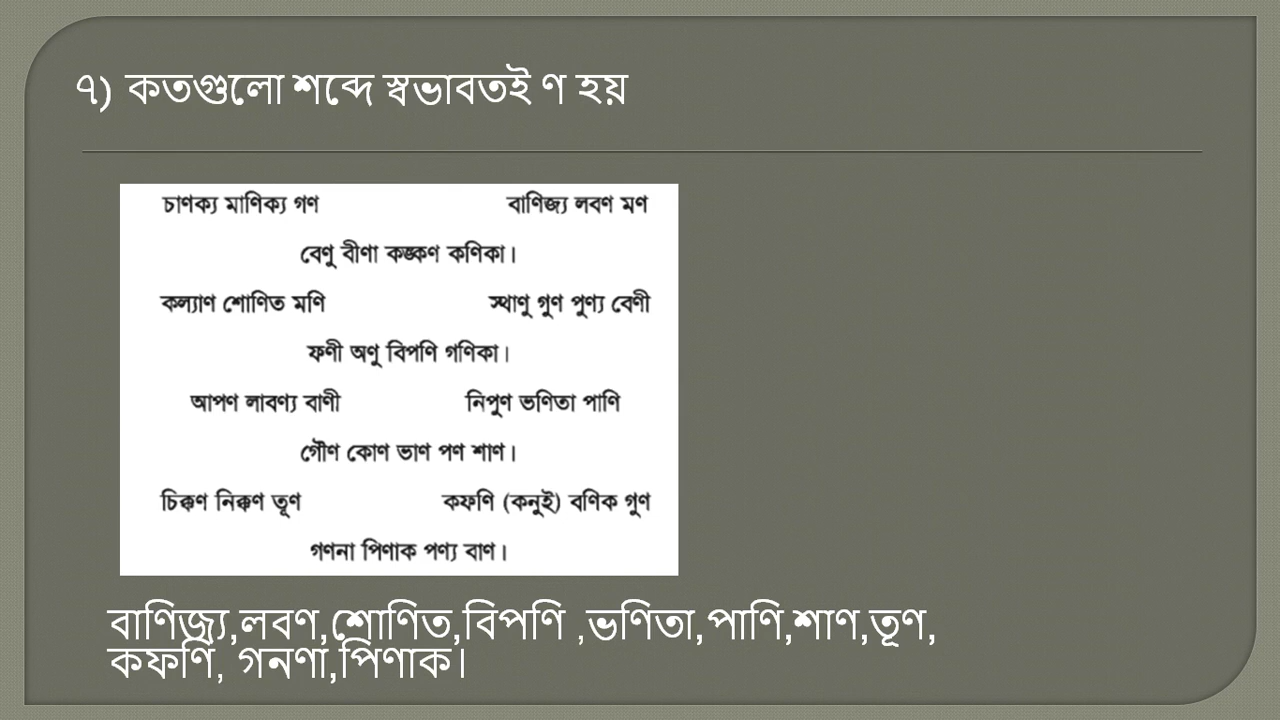 ৭) কতগুলো শব্দে স্বভাবতই ণ হয়
চাণক্য মাণিক্য গণ বাণিজ্য লবণ মণ
বেণু বীণা কঙ্কণ কণিকা।
কল্যাণ শোণিত মণি স্থাণু গুণ পুণ্য বেণী
ফণী অণু বিপণি গণিকা।
আপণ লাবণ্য বাণী নিপুণ ভণিতা পাণি
গৌণ কোণ ভাণ পণ শাণ।
চিক্কণ নিক্কণ তূণ কফণি (কনুই) বণিক গুণ
গণনা পিণাক পণ্য বাণ।
বাণিজ্য,লবণ,শোণিত,বিপণি ,ভণিতা,পাণি,শাণ,তূণ,
কফণি, গনণা,পিণাক।